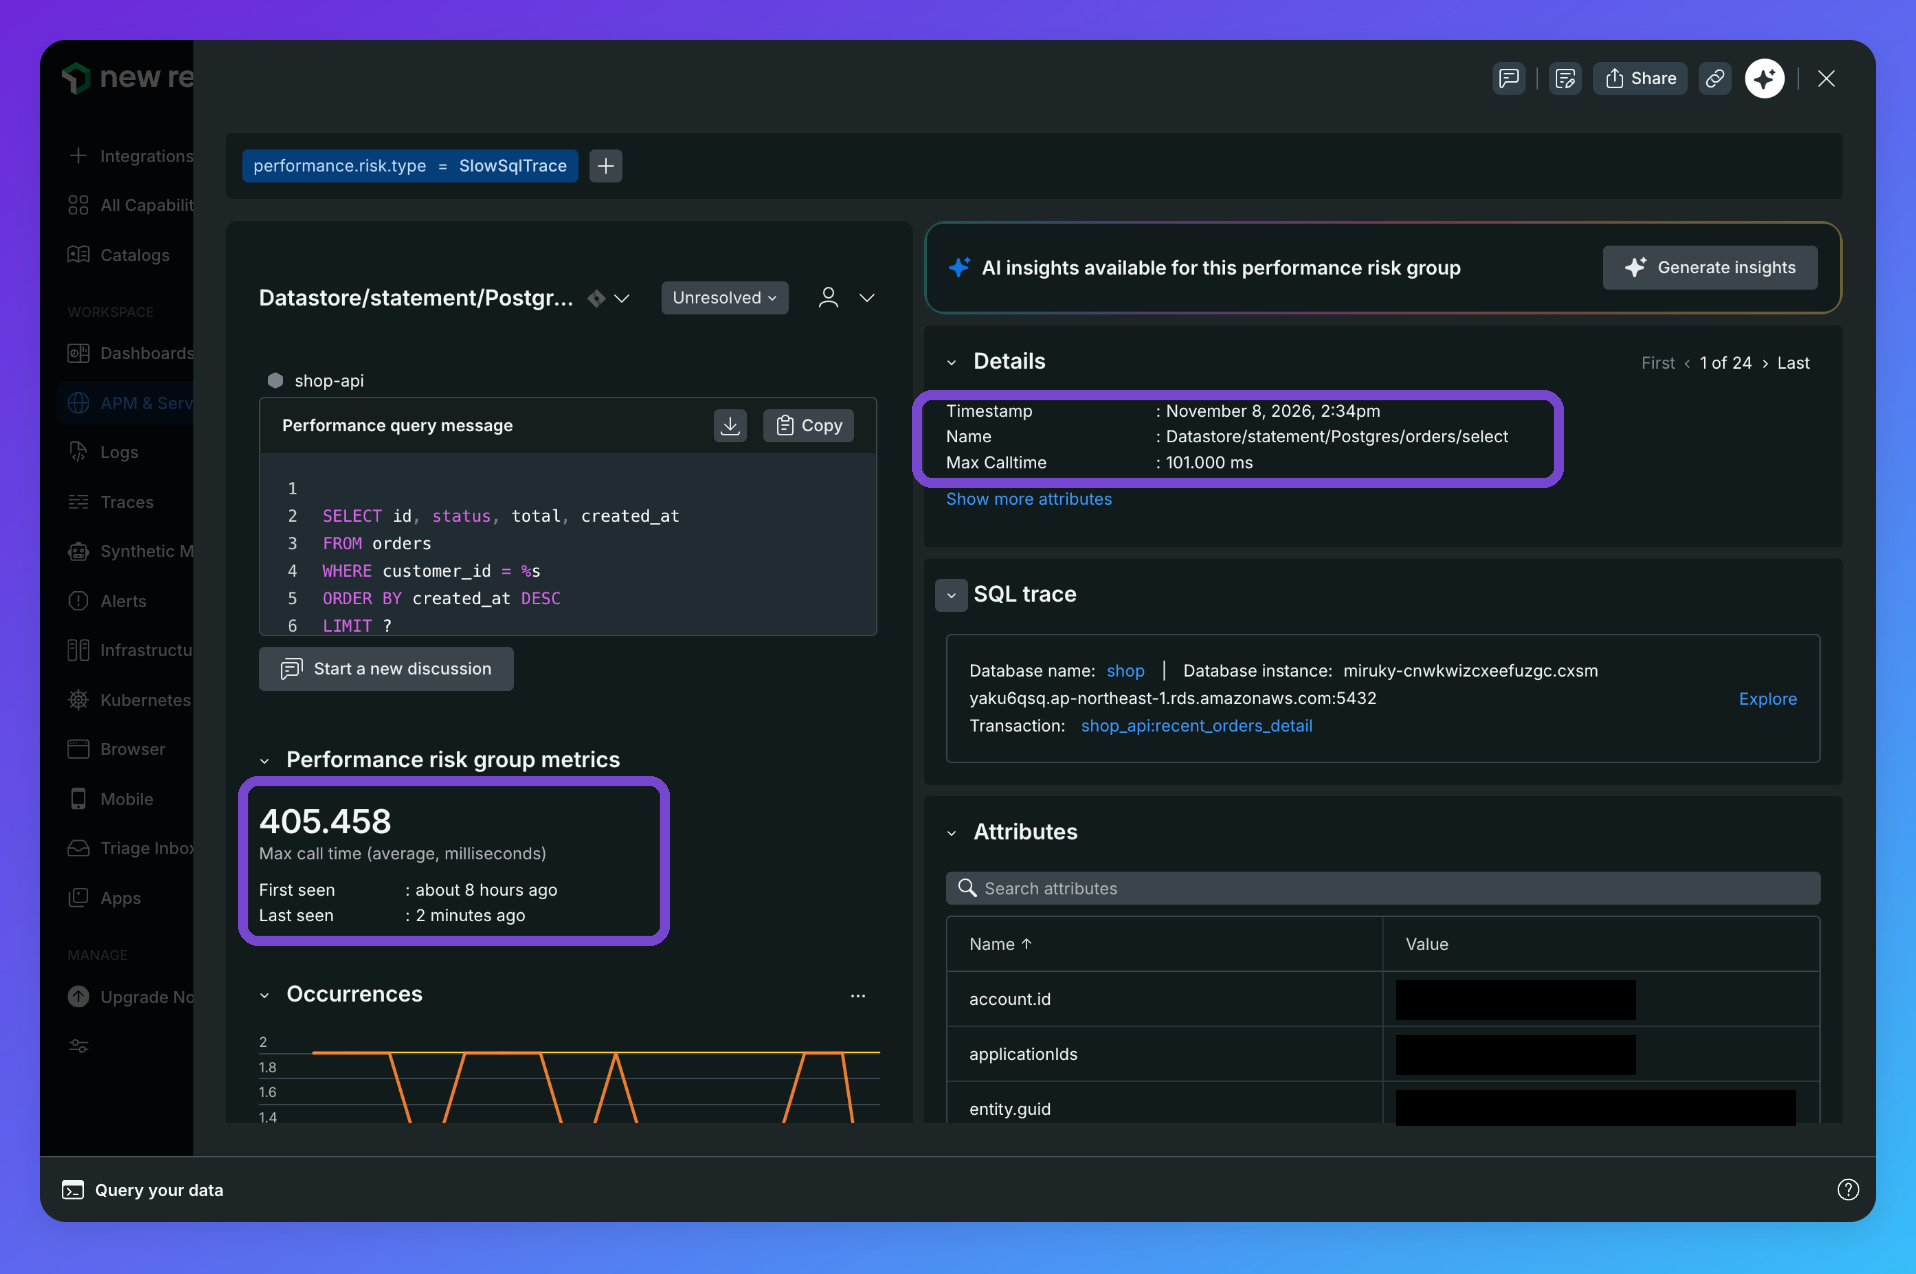 new re
Share
Integrations
All Capabilit
Catalogs
WORKSPACE
Dashboards
APM & Serv
Logs
Traces
Synthetic M
Alerts
Infrastructu
Kubernetes
Browser
Mobile
Triage Inbox
Apps
MANAGE
Upgrade No
performance.risk.type = SlowSqlTrace
Datastore/statement/Postgr...
Unresolved
shop-api
Performance query message
Copy
1
2 SELECT id, status, total, created_at
3 FROM orders
4 WHERE customer_id = %s
5 ORDER BY created_at DESC
6 LIMIT ?
Start a new discussion
Performance risk group metrics
405.458
Max call time (average, milliseconds)
First seen : about 8 hours ago
Last seen : 2 minutes ago
Occurrences
2
1.8
1.6
1.4
AI insights available for this performance risk group
Generate insights
Details
First < 1 of 24 > Last
Timestamp : November 8, 2026, 2:34pm
Name : Datastore/statement/Postgres/orders/select
Max Calltime : 101.000 ms
Show more attributes
SQL trace
Database name: shop | Database instance: miruky-cnwkwizcxeefuzgc.cxsm
yaku6qsq.ap-northeast-1.rds.amazonaws.com:5432
Explore
Transaction: shop_api:recent_orders_detail
Attributes
Search attributes
Name ↑ Value
account.id
applicationIds
entity.guid
Query your data